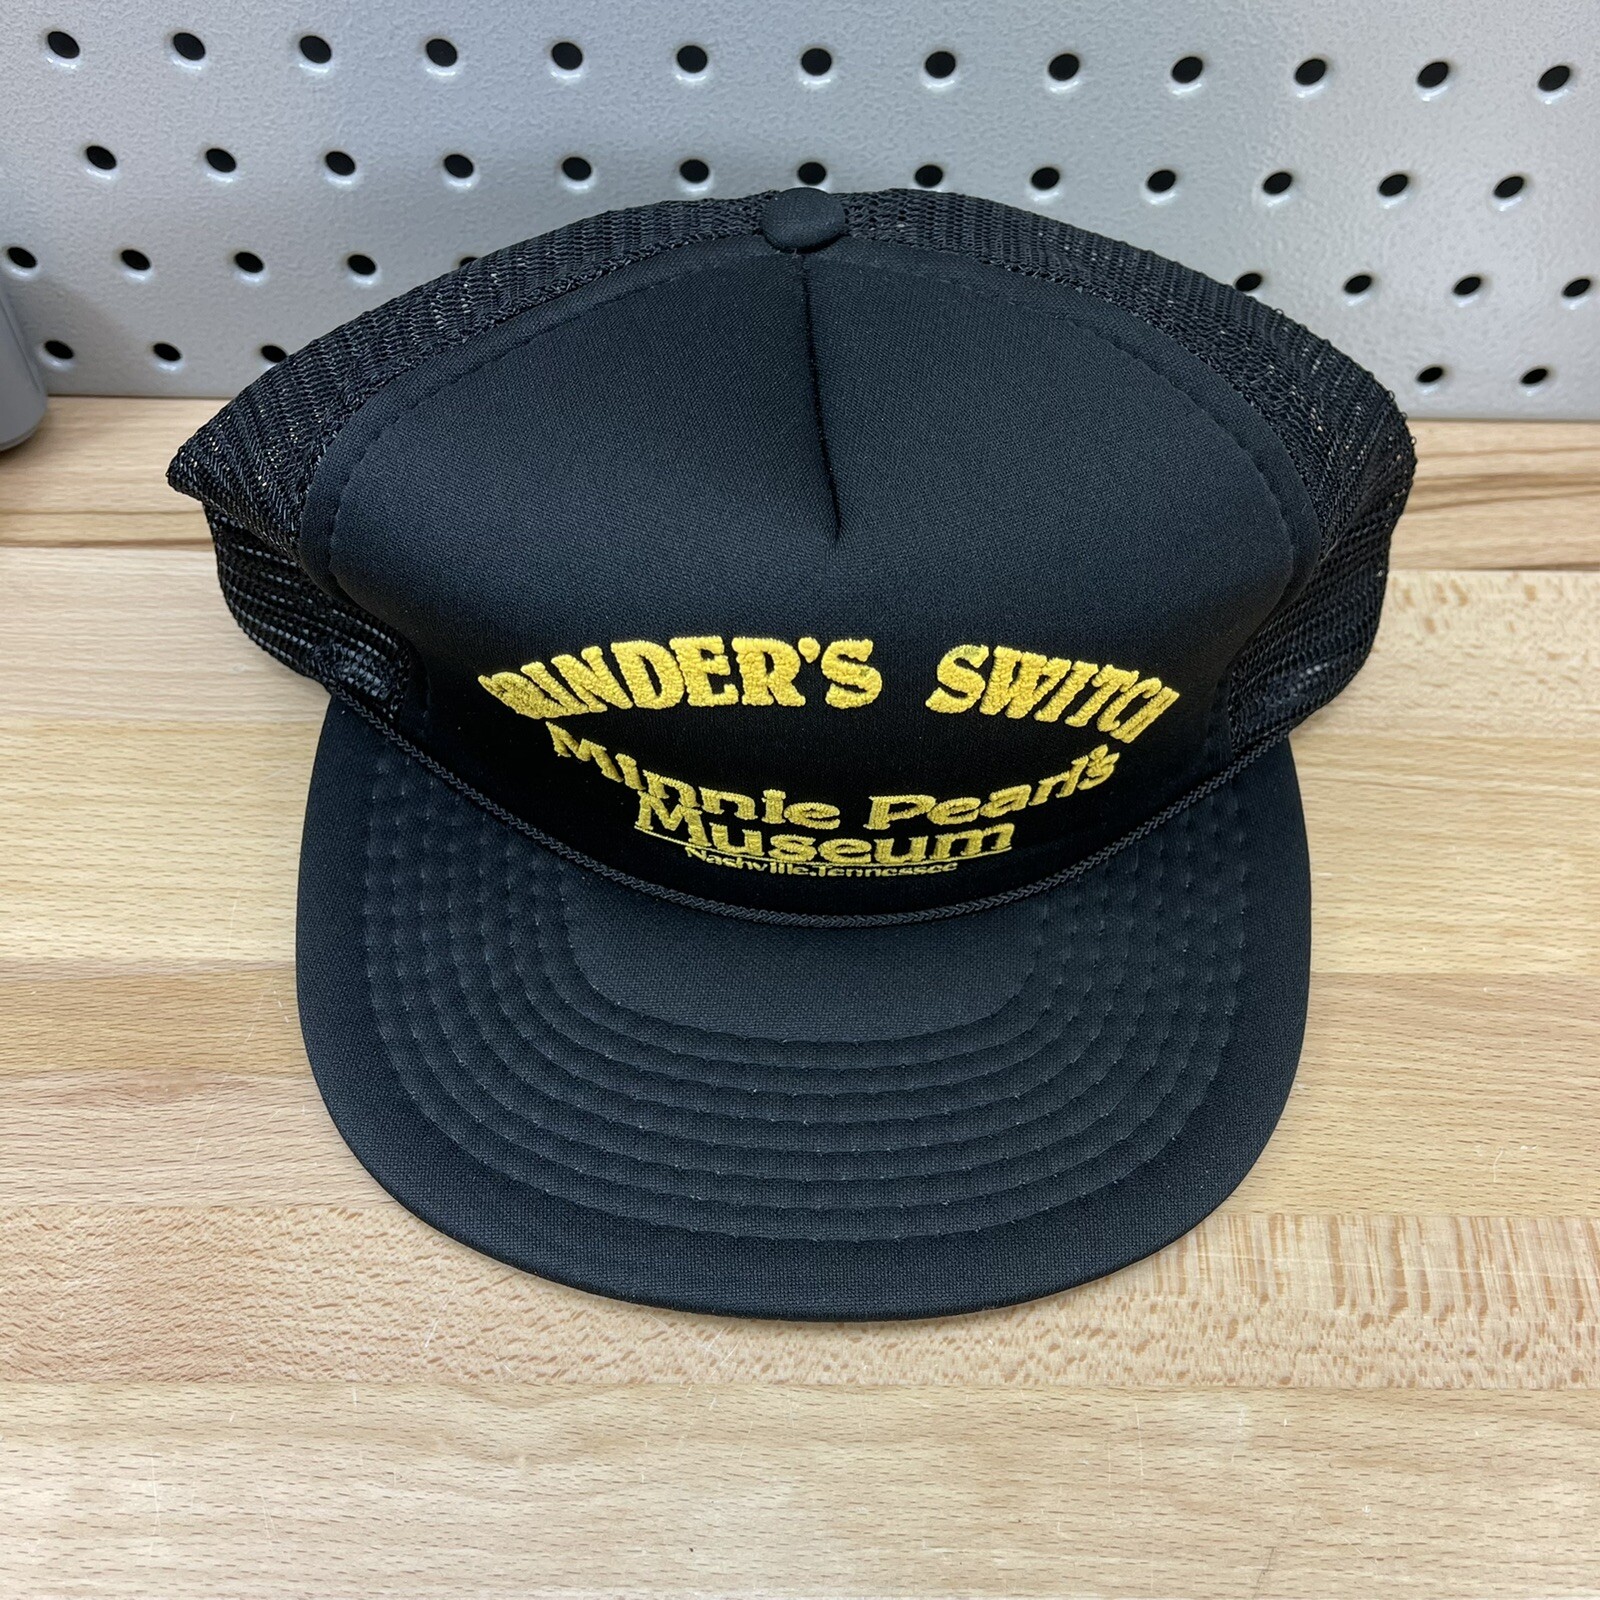 GRINDER'S SWITCH
Minnie Pearl's
Museum
Nashville, Tennessee